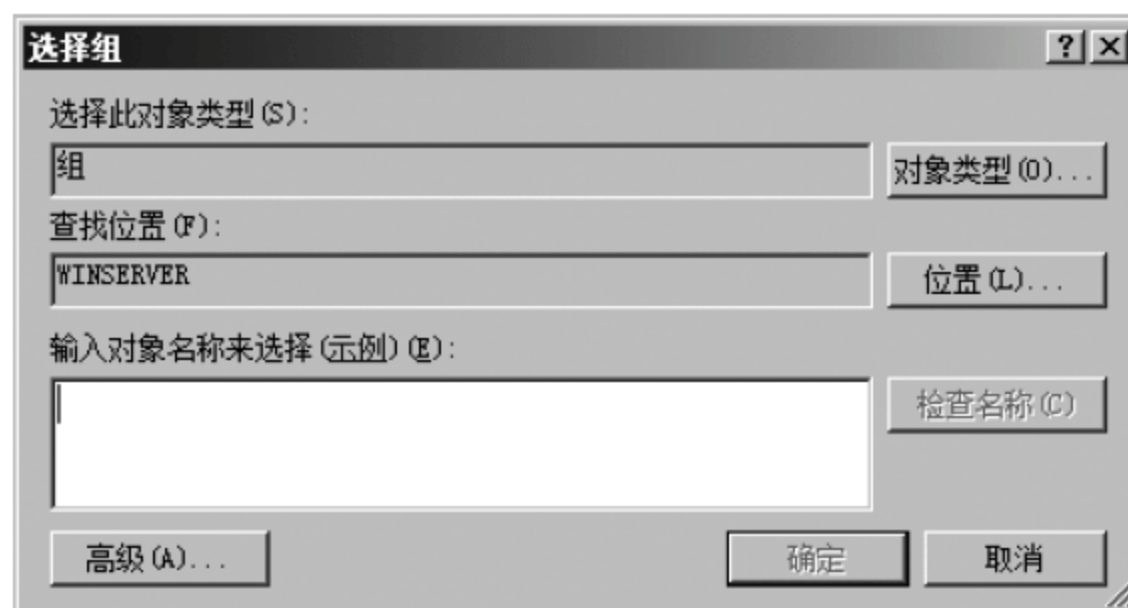 选择组
选择此对象类型(S):
组
对象类型(O)...
查找位置(F):
WINSERVER
位置(L)...
输入对象名称来选择(示例)(E):
检查名称(C)
高级(A)...
确定
取消